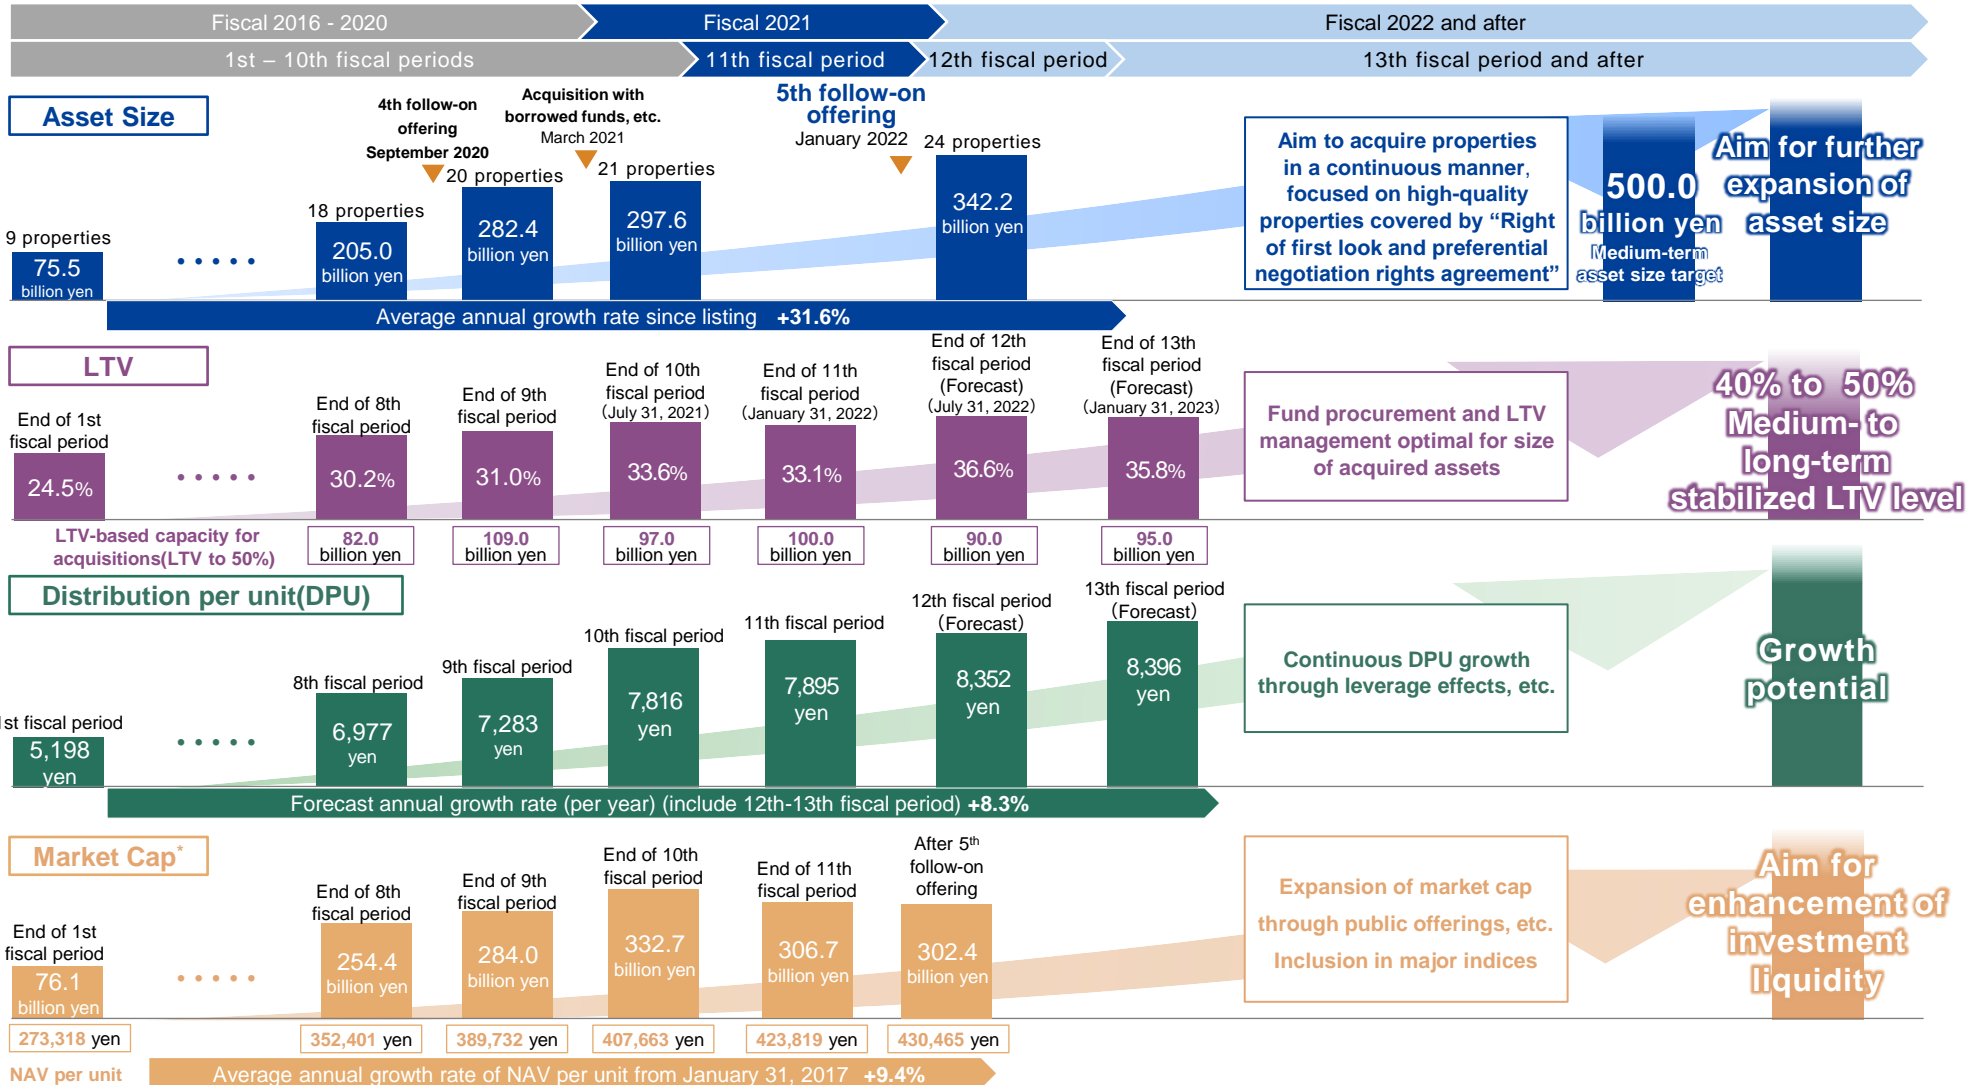 Fiscal 2016 - 2020
Fiscal 2021
Fiscal 2022 and after
1st – 10th fiscal periods
11th fiscal period
12th fiscal period
13th fiscal period and after
Asset Size
4th follow-on
offering
September 2020
Acquisition with
borrowed funds, etc.
March 2021
5th follow-on
offering
January 2022
9 properties
75.5
billion yen
• • • • •
18 properties
205.0
billion yen
20 properties
282.4
billion yen
21 properties
297.6
billion yen
24 properties
342.2
billion yen
Aim to acquire properties
in a continuous manner,
focused on high-quality
properties covered by “Right
of first look and preferential
negotiation rights agreement”
500.0
billion yen
Medium-term
asset size target
Aim for further
expansion of
asset size
Average annual growth rate since listing +31.6%
LTV
End of 1st
fiscal period
24.5%
• • • • •
End of 8th
fiscal period
30.2%
End of 9th
fiscal period
31.0%
End of 10th
fiscal period
(July 31, 2021)
33.6%
End of 11th
fiscal period
(January 31, 2022)
33.1%
End of 12th
fiscal period
(Forecast)
(July 31, 2022)
36.6%
End of 13th
fiscal period
(Forecast)
(January 31, 2023)
35.8%
Fund procurement and LTV
management optimal for size
of acquired assets
40% to 50%
Medium- to
long-term
stabilized LTV level
LTV-based capacity for
acquisitions(LTV to 50%)
82.0
billion yen
109.0
billion yen
97.0
billion yen
100.0
billion yen
90.0
billion yen
95.0
billion yen
Distribution per unit(DPU)
1st fiscal period
5,198
yen
• • • • •
8th fiscal period
6,977
yen
9th fiscal period
7,283
yen
10th fiscal period
7,816
yen
11th fiscal period
7,895
yen
12th fiscal period
(Forecast)
8,352
yen
13th fiscal period
(Forecast)
8,396
yen
Continuous DPU growth
through leverage effects, etc.
Growth
potential
Forecast annual growth rate (per year) (include 12th-13th fiscal period) +8.3%
Market Cap*
End of 1st
fiscal period
76.1
billion yen
• • • • •
End of 8th
fiscal period
254.4
billion yen
End of 9th
fiscal period
284.0
billion yen
End of 10th
fiscal period
332.7
billion yen
End of 11th
fiscal period
306.7
billion yen
After 5th
follow-on
offering
302.4
billion yen
Expansion of market cap
through public offerings, etc.
Inclusion in major indices
Aim for
enhancement of
investment
liquidity
273,318 yen
352,401 yen
389,732 yen
407,663 yen
423,819 yen
430,465 yen
NAV per unit
Average annual growth rate of NAV per unit from January 31, 2017 +9.4%